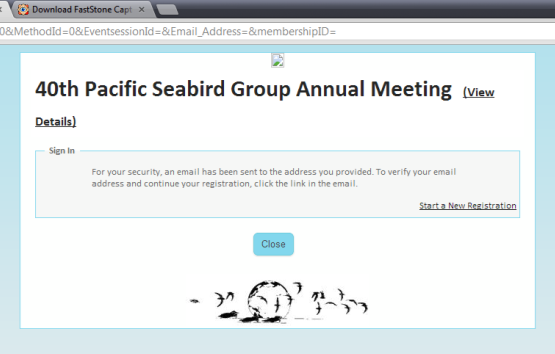 Download FastStone Capt
0&MethodId=0&EventsessionId=&Email_Address=&membershipID=
40th Pacific Seabird Group Annual Meeting (View
Details)
Sign In
For your security, an email has been sent to the address you provided. To verify your email
address and continue your registration, click the link in the email.
Start a New Registration
Close